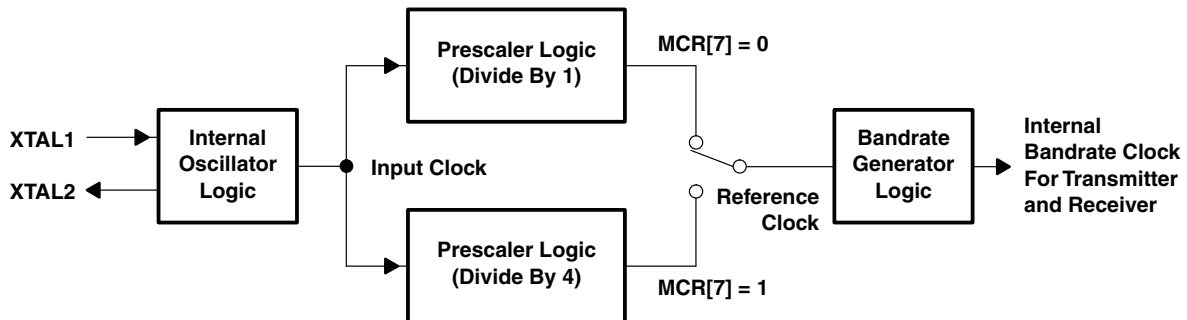 Prescaler Logic
(Divide By 1)
MCR[7] = 0
XTAL1
XTAL2
Internal
Oscillator
Logic
Input Clock
Bandrate
Generator
Logic
Internal
Bandrate Clock
For Transmitter
and Receiver
Reference
Clock
Prescaler Logic
(Divide By 4)
MCR[7] = 1